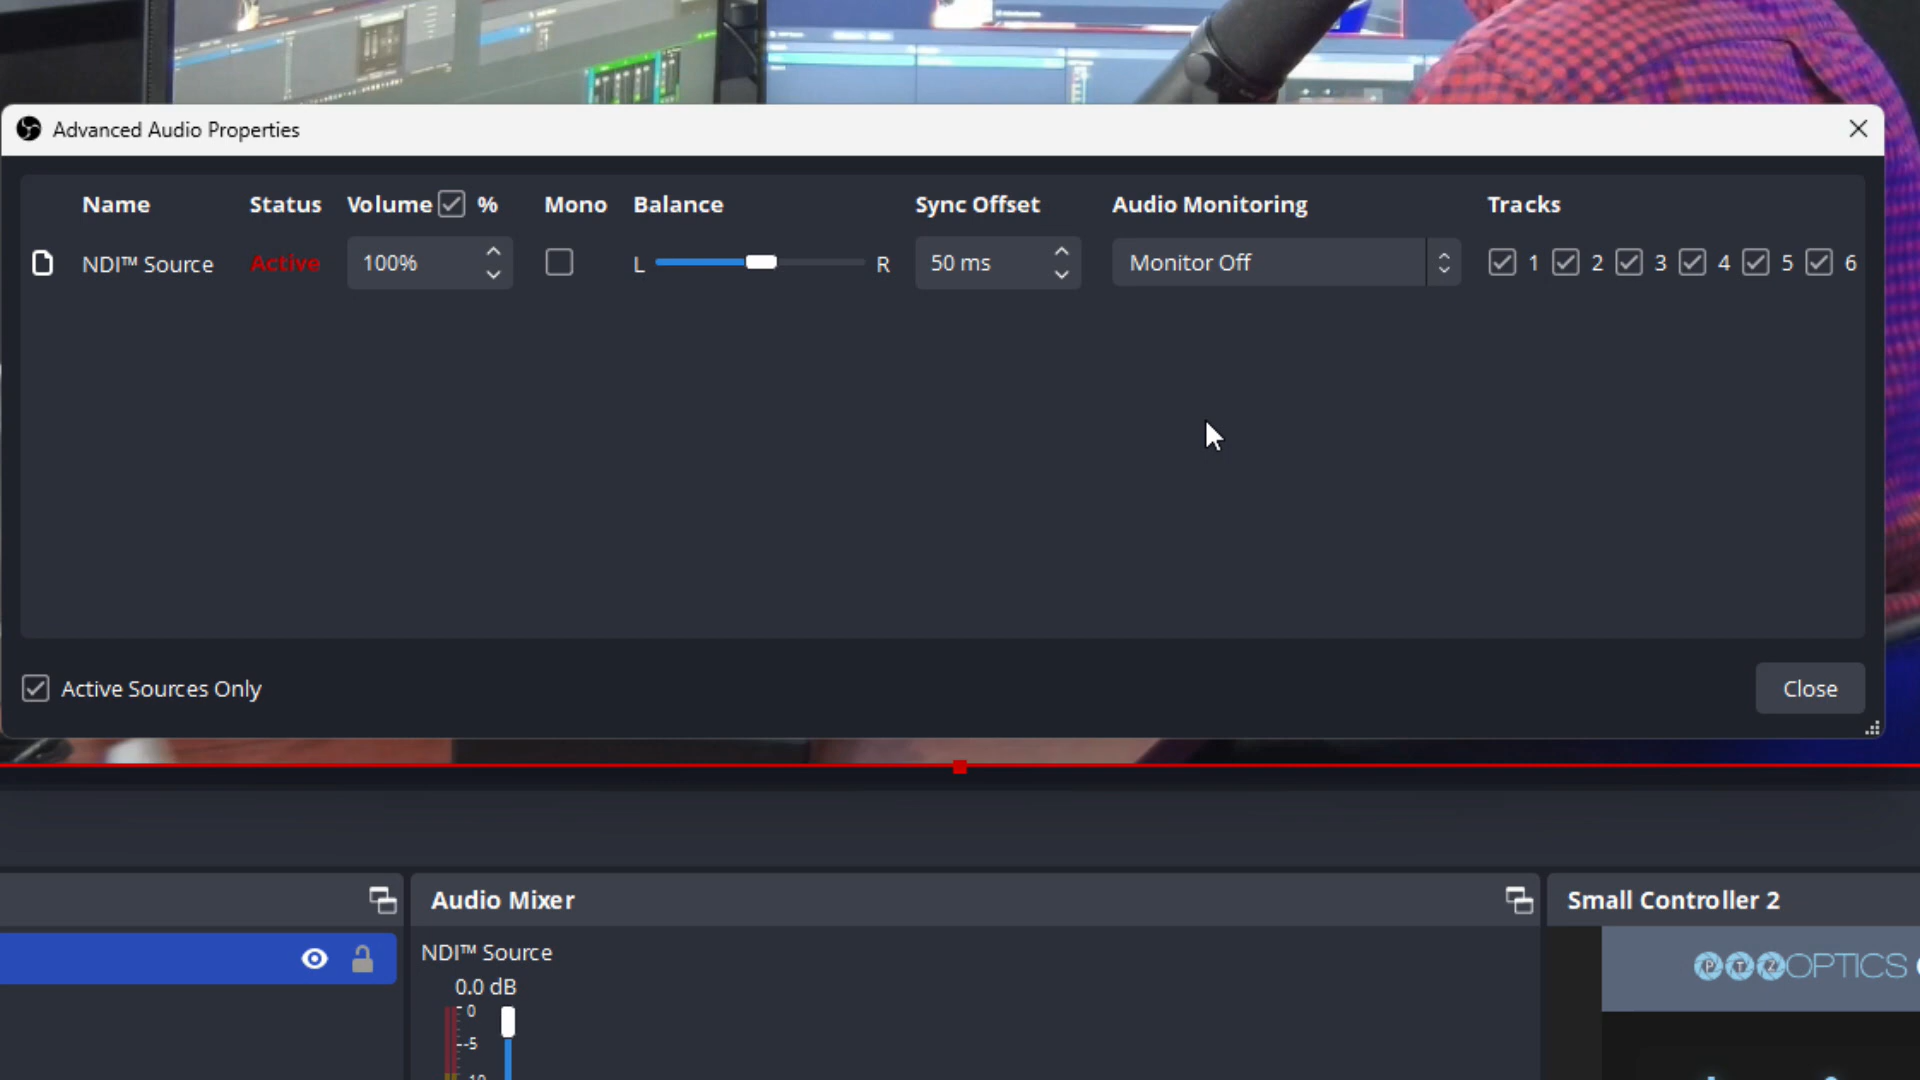 Advanced Audio Properties
Name Status Volume % Mono Balance Sync Offset Audio Monitoring Tracks
NDI™ Source Active 100% L R 50 ms Monitor Off 1 2 3 4 5 6
Active Sources Only
Close
Audio Mixer
Small Controller 2
NDI™ Source
PTZOPTICS
0.0 dB
0
-5